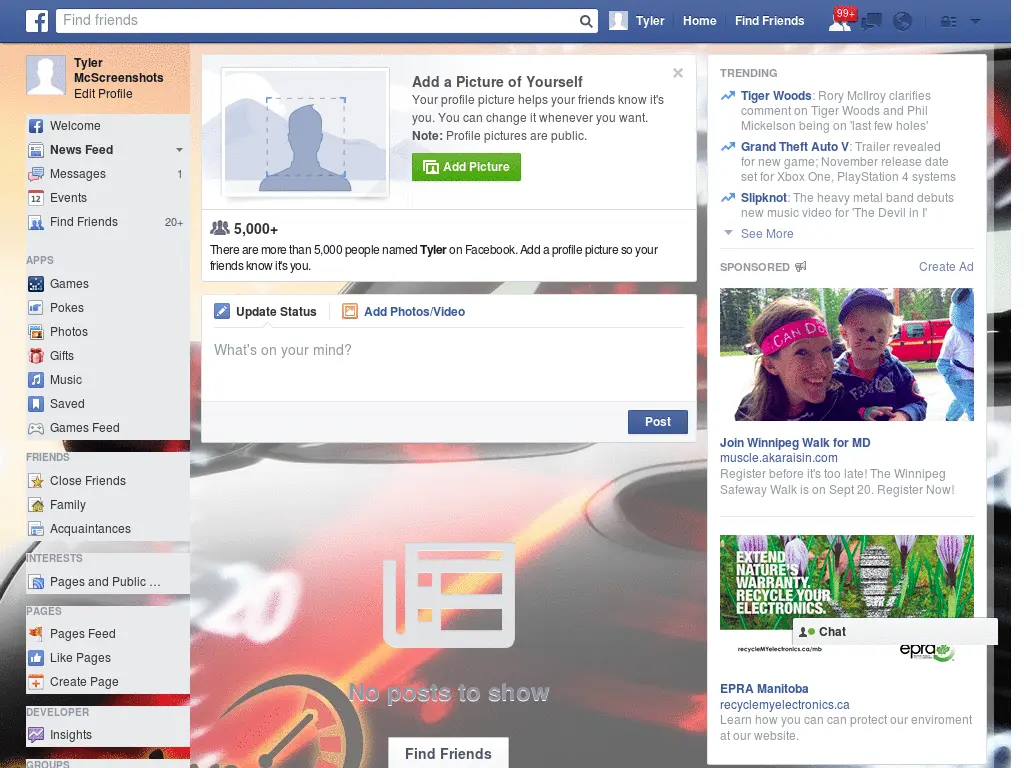 Find friends
Tyler
Home
Find Friends
99+
Tyler
McScreenshots
Edit Profile
Welcome
News Feed
Messages 1
Events
Find Friends 20+
APPS
Games
Pokes
Photos
Gifts
Music
Saved
Games Feed
FRIENDS
Close Friends
Family
Acquaintances
INTERESTS
Pages and Public ...
PAGES
Pages Feed
Like Pages
Create Page
DEVELOPER
Insights
GROUPS
Add a Picture of Yourself
Your profile picture helps your friends know it's
you. You can change it whenever you want.
Note: Profile pictures are public.
Add Picture
5,000+
There are more than 5,000 people named Tyler on Facebook. Add a profile picture so your
friends know it's you.
Update Status
Add Photos/Video
What's on your mind?
Post
No posts to show
Find Friends
TRENDING
Tiger Woods: Rory McIlroy clarifies
comment on Tiger Woods and Phil
Mickelson being on 'last few holes'
Grand Theft Auto V: Trailer revealed
for new game; November release date
set for Xbox One, PlayStation 4 systems
Slipknot: The heavy metal band debuts
new music video for 'The Devil in I'
See More
SPONSORED
Create Ad
CAN DO
Join Winnipeg Walk for MD
muscle.akaraisin.com
Register before it's too late! The Winnipeg
Safeway Walk is on Sept 20. Register Now!
EXTEND
NATURE'S
WARRANTY.
RECYCLE YOUR
ELECTRONICS.
Chat
recycleMYelectronics.ca/mb
epra
EPRA Manitoba
recyclemyelectronics.ca
Learn how you can can protect our enviroment
at our website.